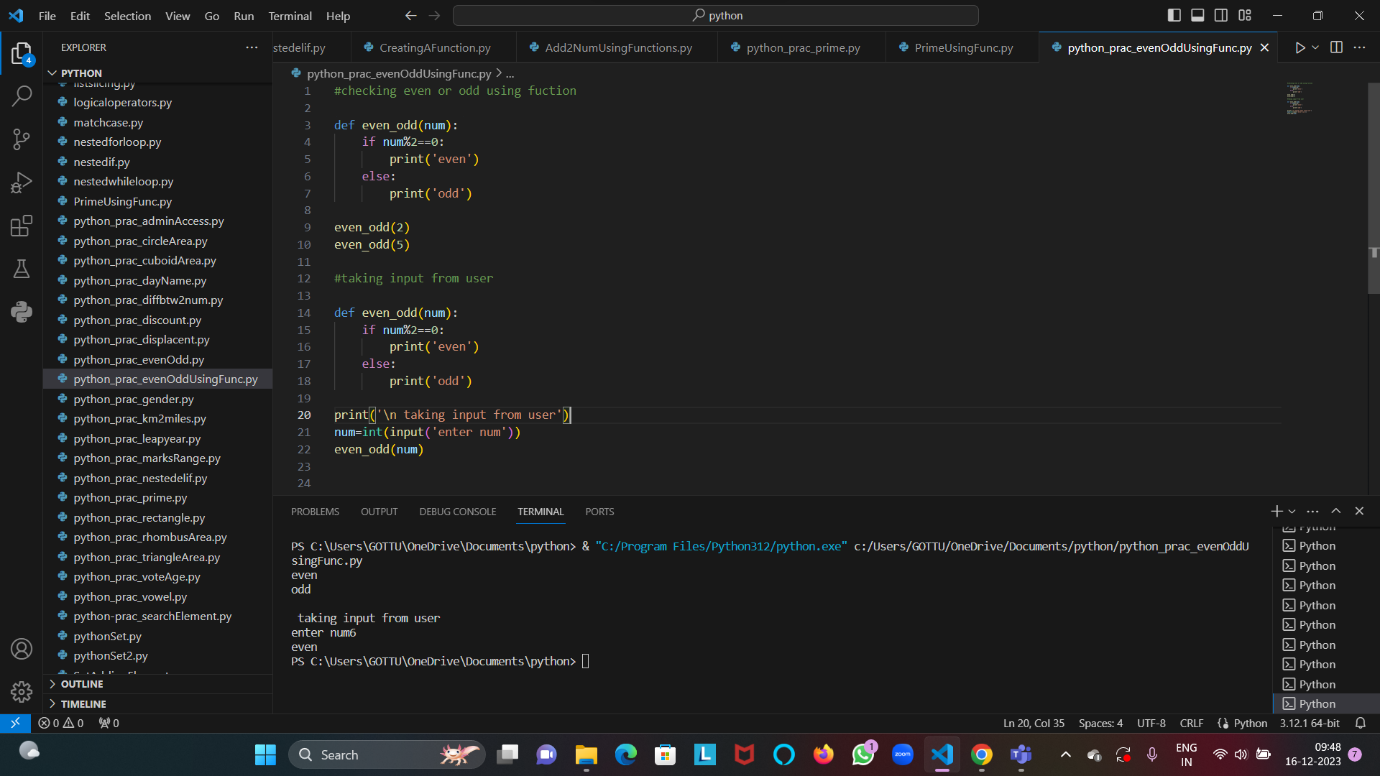 File Edit Selection View Go Run Terminal Help
python
EXPLORER
PYTHON
listslicing.py
logicaloperators.py
matchcase.py
nestedforloop.py
nestedif.py
nestedwhileloop.py
PrimeUsingFunc.py
python_prac_adminAccess.py
python_prac_circleArea.py
python_prac_cuboidArea.py
python_prac_dayName.py
python_prac_diffbtw2num.py
python_prac_discount.py
python_prac_displacent.py
python_prac_evenOdd.py
python_prac_evenOddUsingFunc.py
python_prac_gender.py
python_prac_km2miles.py
python_prac_leapyear.py
python_prac_marksRange.py
python_prac_nestedelif.py
python_prac_prime.py
python_prac_rectangle.py
python_prac_rhombusArea.py
python_prac_triangleArea.py
python_prac_voteAge.py
python_prac_vowel.py
python-prac_searchElement.py
pythonSet.py
pythonSet2.py
OUTLINE
TIMELINE
4
stedelif.py CreatingAFunction.py Add2NumUsingFunctions.py python_prac_prime.py PrimeUsingFunc.py python_prac_evenOddUsingFunc.py
python_prac_evenOddUsingFunc.py > ...
1 #checking even or odd using fuction
2
3 def even_odd(num):
4 if num%2==0:
5 print('even')
6 else:
7 print('odd')
8
9 even_odd(2)
10 even_odd(5)
11
12 #taking input from user
13
14 def even_odd(num):
15 if num%2==0:
16 print('even')
17 else:
18 print('odd')
19
20 print('\n taking input from user')
21 num=int(input('enter num'))
22 even_odd(num)
23
24
PROBLEMS OUTPUT DEBUG CONSOLE TERMINAL PORTS
PS C:\Users\GOTTU\OneDrive\Documents\python> & "C:/Program Files/Python312/python.exe" c:/Users/GOTTU/OneDrive/Documents/python/python_prac_evenOddU
singFunc.py
even
odd
taking input from user
enter num6
even
PS C:\Users\GOTTU\OneDrive\Documents\python>
Python
Python
Python
Python
Python
Python
Python
Python
Python
Python
0 0 0
Ln 20, Col 35 Spaces: 4 UTF-8 CRLF Python 3.12.1 64-bit
Search
L
1
zoom
ENG
IN
09:48
16-12-2023
7